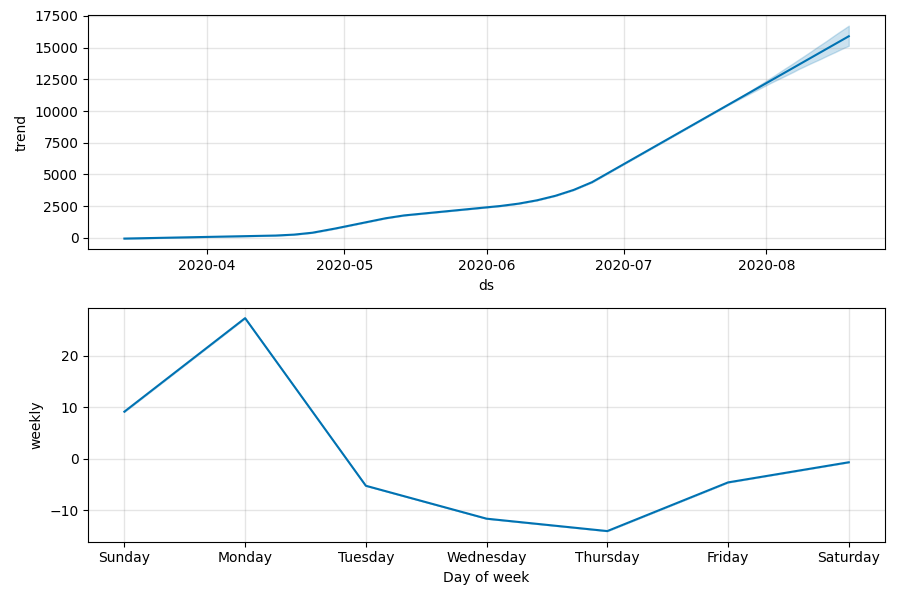 17500
15000
12500
10000
7500
5000
2500
0
trend
2020-04 2020-05 2020-06 2020-07 2020-08
ds
20
10
0
−10
weekly
Sunday Monday Tuesday Wednesday Thursday Friday Saturday
Day of week